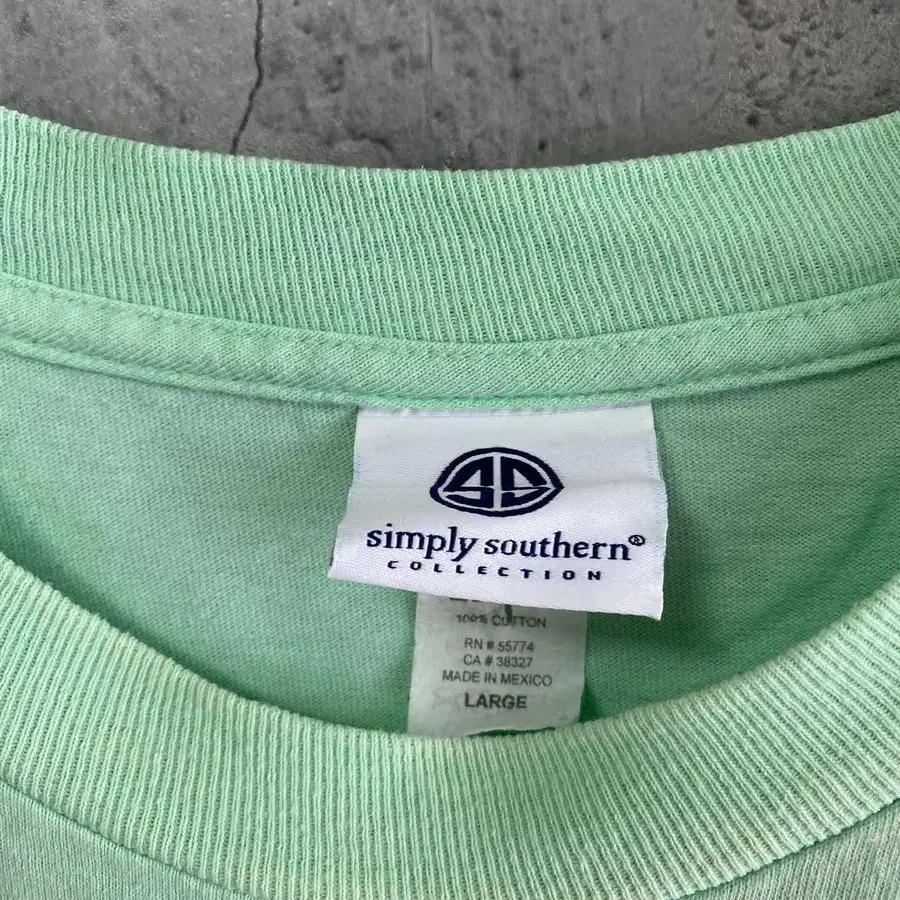 simply southern®
COLLECTION
100% COTTON
RN # 55774
CA # 38327
MADE IN MEXICO
LARGE